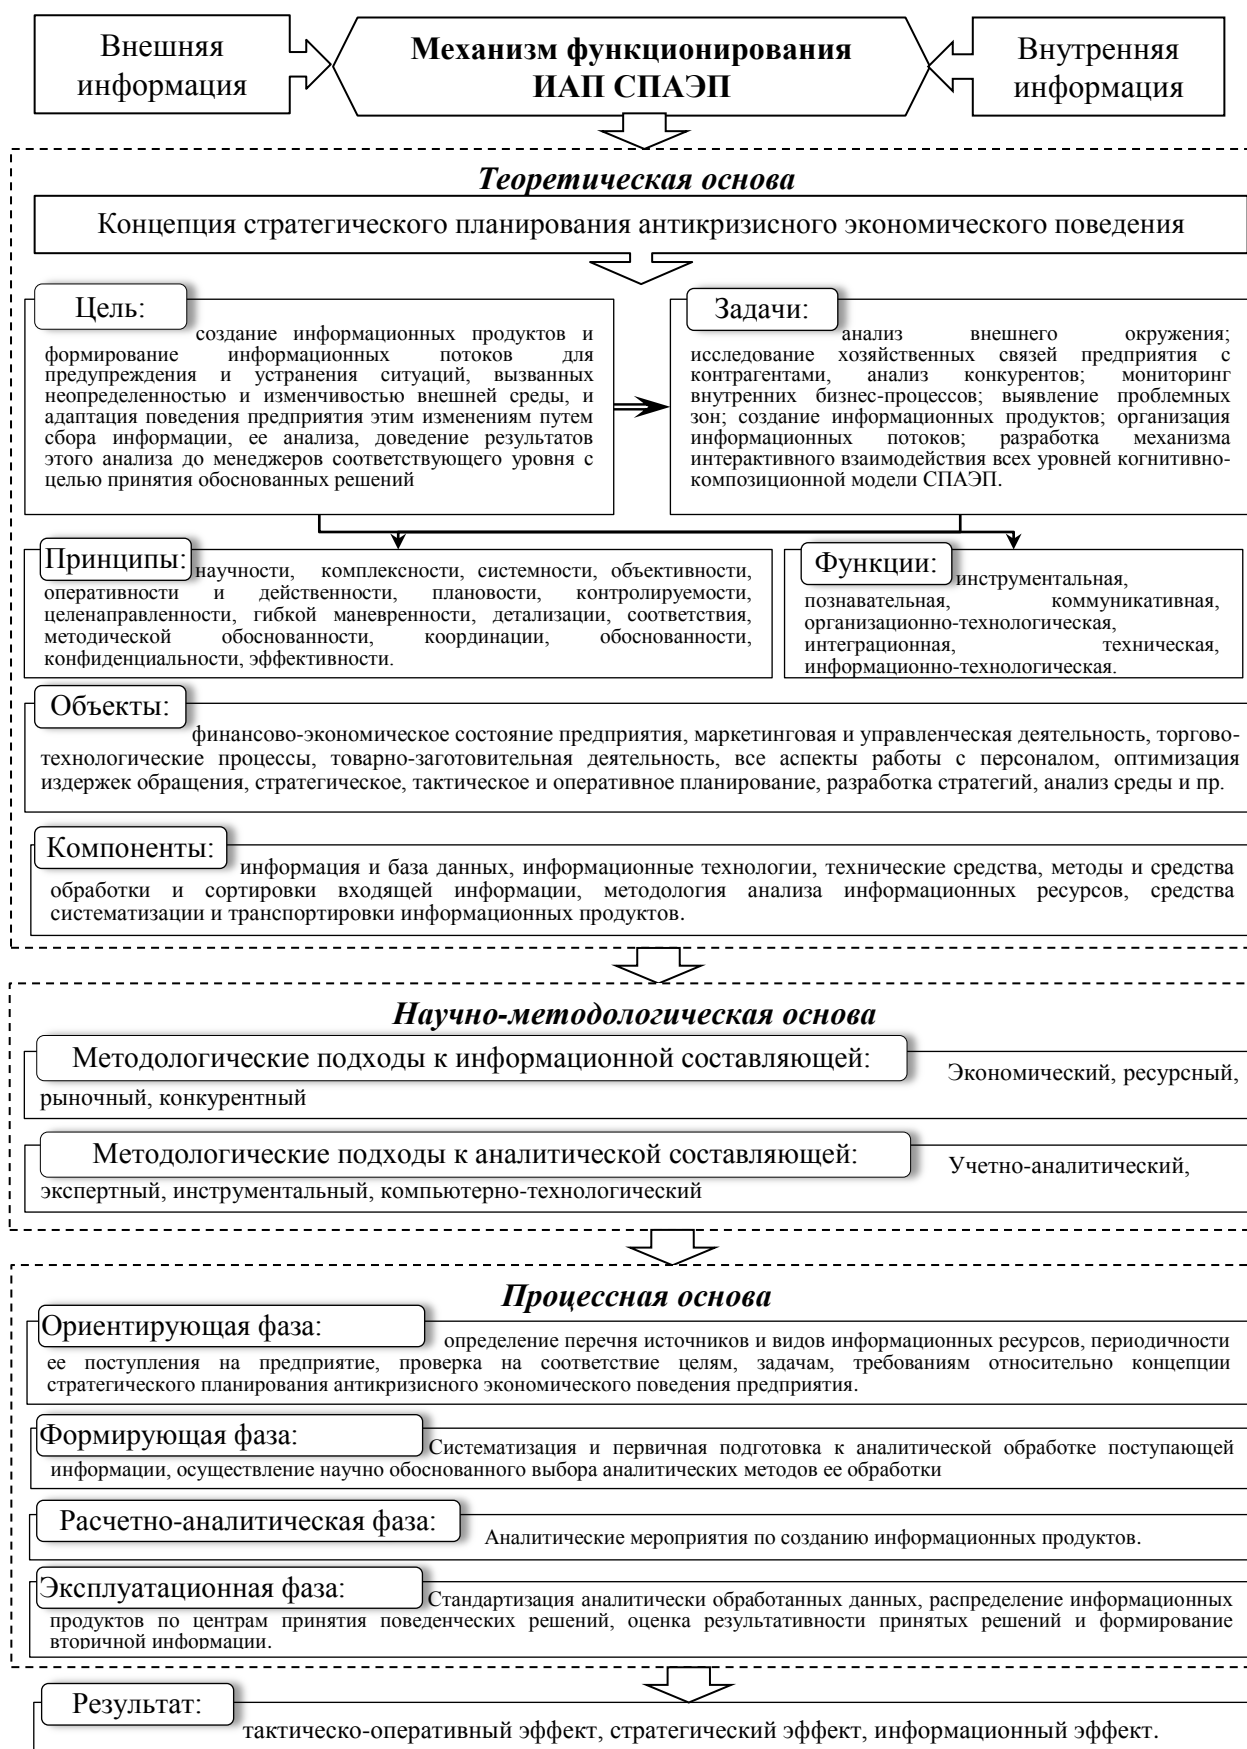 Внешняя
информация
Механизм функционирования
ИАП СПАЭП
Внутренняя
информация
Теоретическая основа
Концепция стратегического планирования антикризисного экономического поведения
Цель:
создание информационных продуктов и
формирование информационных потоков для
предупреждения и устранения ситуаций, вызванных
неопределенностью и изменчивостью внешней среды, и
адаптация поведения предприятия этим изменениям путем
сбора информации, ее анализа, доведение результатов
этого анализа до менеджеров соответствующего уровня с
целью принятия обоснованных решений
Задачи:
анализ внешнего окружения;
исследование хозяйственных связей предприятия с
контрагентами, анализ конкурентов; мониторинг
внутренних бизнес-процессов; выявление проблемных
зон; создание информационных продуктов; организация
информационных потоков; разработка механизма
интерактивного взаимодействия всех уровней когнитивно-
композиционной модели СПАЭП.
Принципы:
научности, комплексности, системности, объективности,
оперативности и действенности, плановости, контролируемости,
целенаправленности, гибкой маневренности, детализации, соответствия,
методической обоснованности, координации, обоснованности,
конфиденциальности, эффективности.
Функции:
инструментальная,
познавательная, коммуникативная,
организационно-технологическая,
интеграционная, техническая,
информационно-технологическая.
Объекты:
финансово-экономическое состояние предприятия, маркетинговая и управленческая деятельность, торгово-
технологические процессы, товарно-заготовительная деятельность, все аспекты работы с персоналом, оптимизация
издержек обращения, стратегическое, тактическое и оперативное планирование, разработка стратегий, анализ среды и пр.
Компоненты:
информация и база данных, информационные технологии, технические средства, методы и средства
обработки и сортировки входящей информации, методология анализа информационных ресурсов, средства
систематизации и транспортировки информационных продуктов.
Научно-методологическая основа
Методологические подходы к информационной составляющей:
Экономический, ресурсный,
рыночный, конкурентный
Методологические подходы к аналитической составляющей:
Учетно-аналитический,
экспертный, инструментальный, компьютерно-технологический
Процессная основа
Ориентирующая фаза:
определение перечня источников и видов информационных ресурсов, периодичности
ее поступления на предприятие, проверка на соответствие целям, задачам, требованиям относительно концепции
стратегического планирования антикризисного экономического поведения предприятия.
Формирующая фаза:
Систематизация и первичная подготовка к аналитической обработке поступающей
информации, осуществление научно обоснованного выбора аналитических методов ее обработки
Расчетно-аналитическая фаза:
Аналитические мероприятия по созданию информационных продуктов.
Эксплуатационная фаза:
Стандартизация аналитически обработанных данных, распределение информационных
продуктов по центрам принятия поведенческих решений, оценка результативности принятых решений и формирование
вторичной информации.
Результат:
тактическо-оперативный эффект, стратегический эффект, информационный эффект.